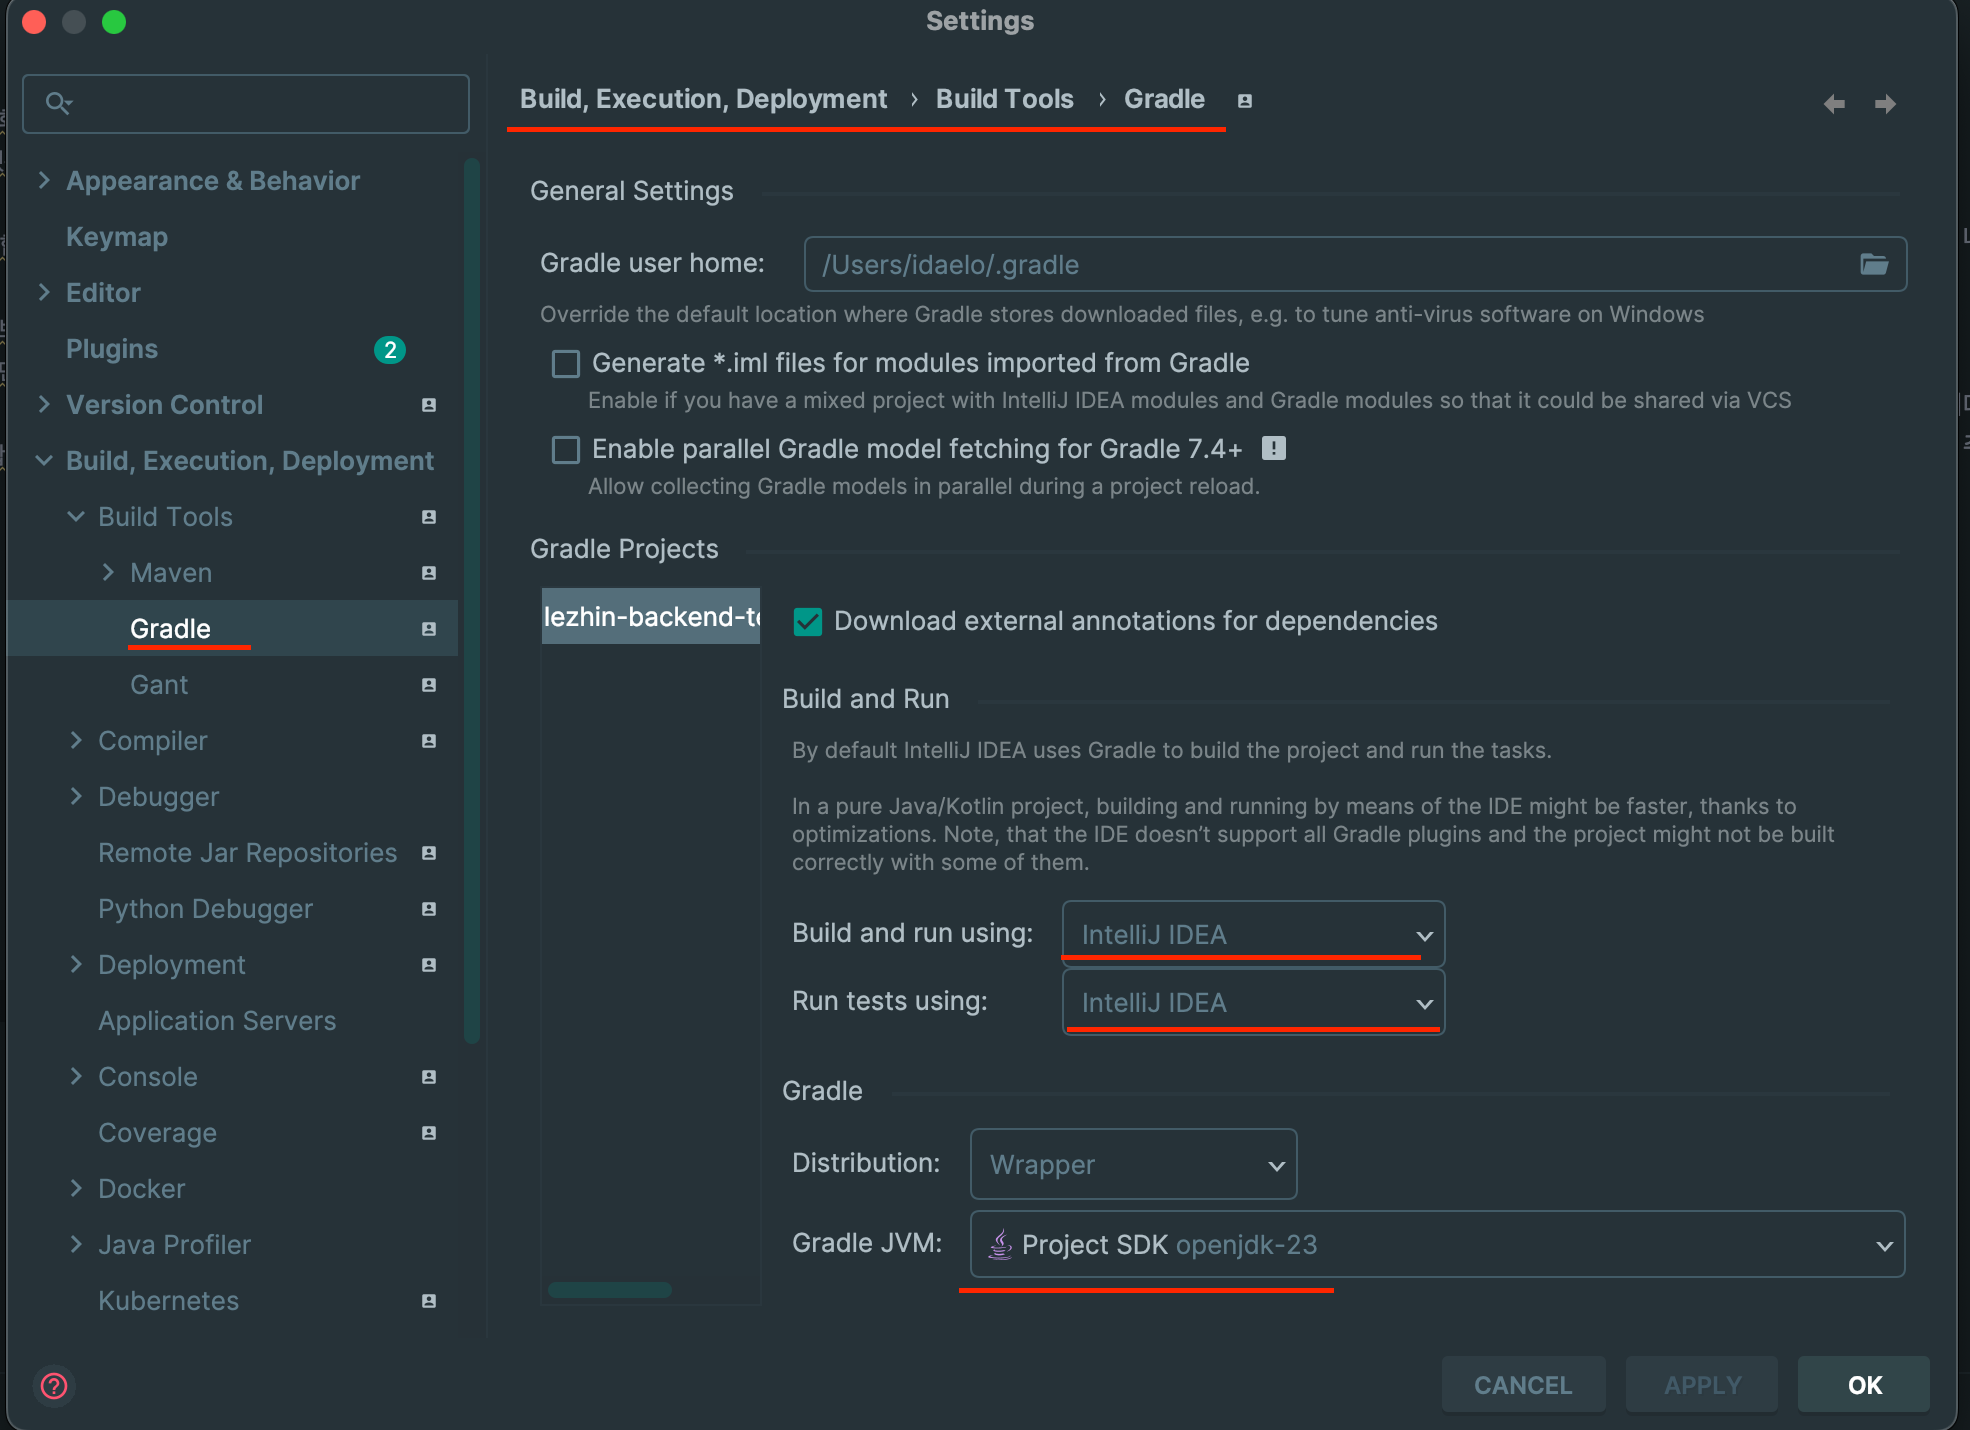 Settings
Build, Execution, Deployment › Build Tools › Gradle
Appearance & Behavior
Keymap
Editor
Plugins 2
Version Control
Build, Execution, Deployment
Build Tools
Maven
Gradle
Gant
Compiler
Debugger
Remote Jar Repositories
Python Debugger
Deployment
Application Servers
Console
Coverage
Docker
Java Profiler
Kubernetes
General Settings
Gradle user home: /Users/idaelo/.gradle
Override the default location where Gradle stores downloaded files, e.g. to tune anti-virus software on Windows
Generate *.iml files for modules imported from Gradle
Enable if you have a mixed project with IntelliJ IDEA modules and Gradle modules so that it could be shared via VCS
Enable parallel Gradle model fetching for Gradle 7.4+
Allow collecting Gradle models in parallel during a project reload.
Gradle Projects
lezhin-backend-te
Download external annotations for dependencies
Build and Run
By default IntelliJ IDEA uses Gradle to build the project and run the tasks.
In a pure Java/Kotlin project, building and running by means of the IDE might be faster, thanks to
optimizations. Note, that the IDE doesn’t support all Gradle plugins and the project might not be built
correctly with some of them.
Build and run using: IntelliJ IDEA
Run tests using: IntelliJ IDEA
Gradle
Distribution: Wrapper
Gradle JVM: Project SDK openjdk-23
? CANCEL APPLY OK